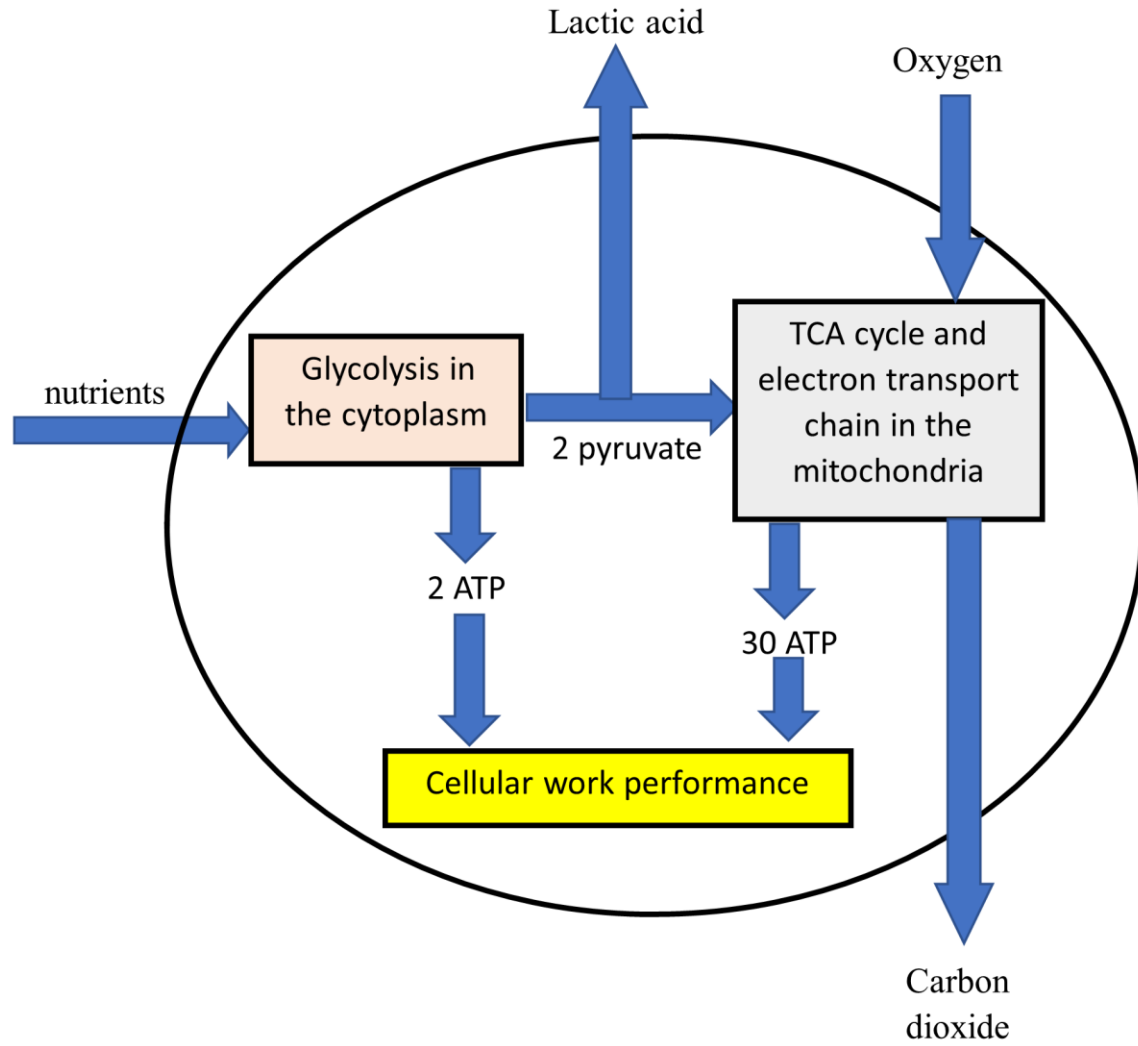 Lactic acid
Oxygen
nutrients
Glycolysis in
the cytoplasm
2 pyruvate
TCA cycle and
electron transport
chain in the
mitochondria
2 ATP
30 ATP
Cellular work performance
Carbon
dioxide